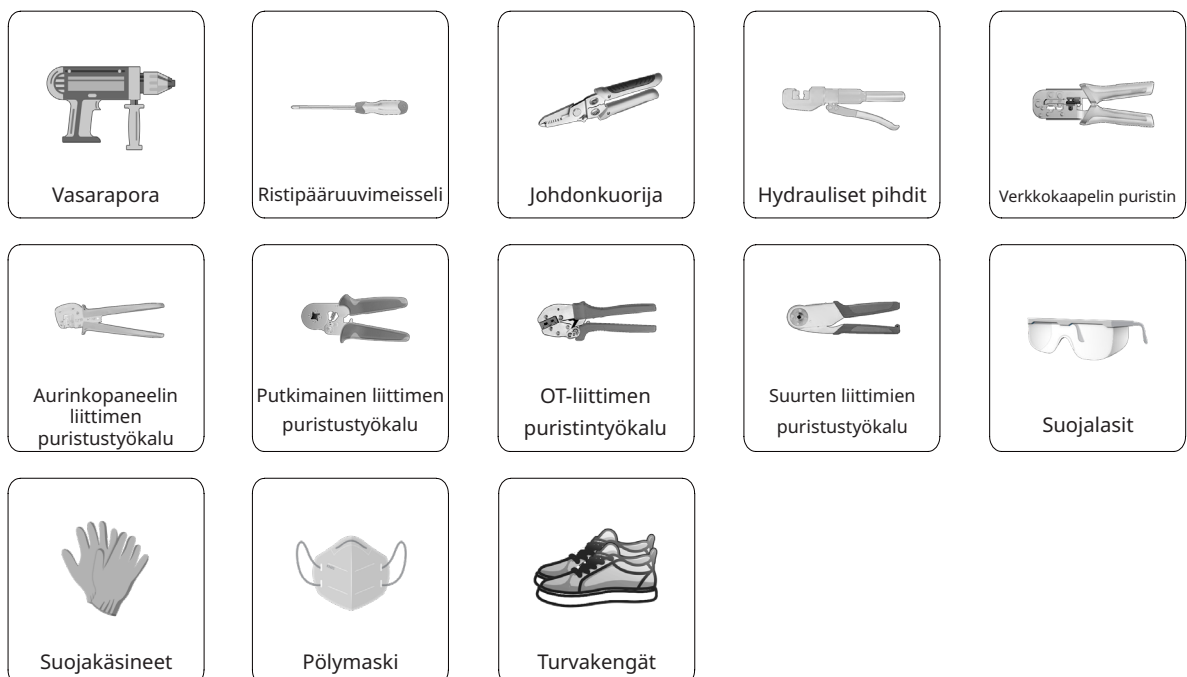 Vasarapora
Ristipääruuvimeisseli
Johdonkuorija
Hydrauliset pihdit
Verkkokaapelin puristin
Aurinkopaneelin
liittimen
puristustyökalu
Putkimainen liittimen
puristustyökalu
OT-liittimen
puristintyökalu
Suurten liittimien
puristustyökalu
Suojalasit
Suojakäsineet
Pölymaski
Turvakengät